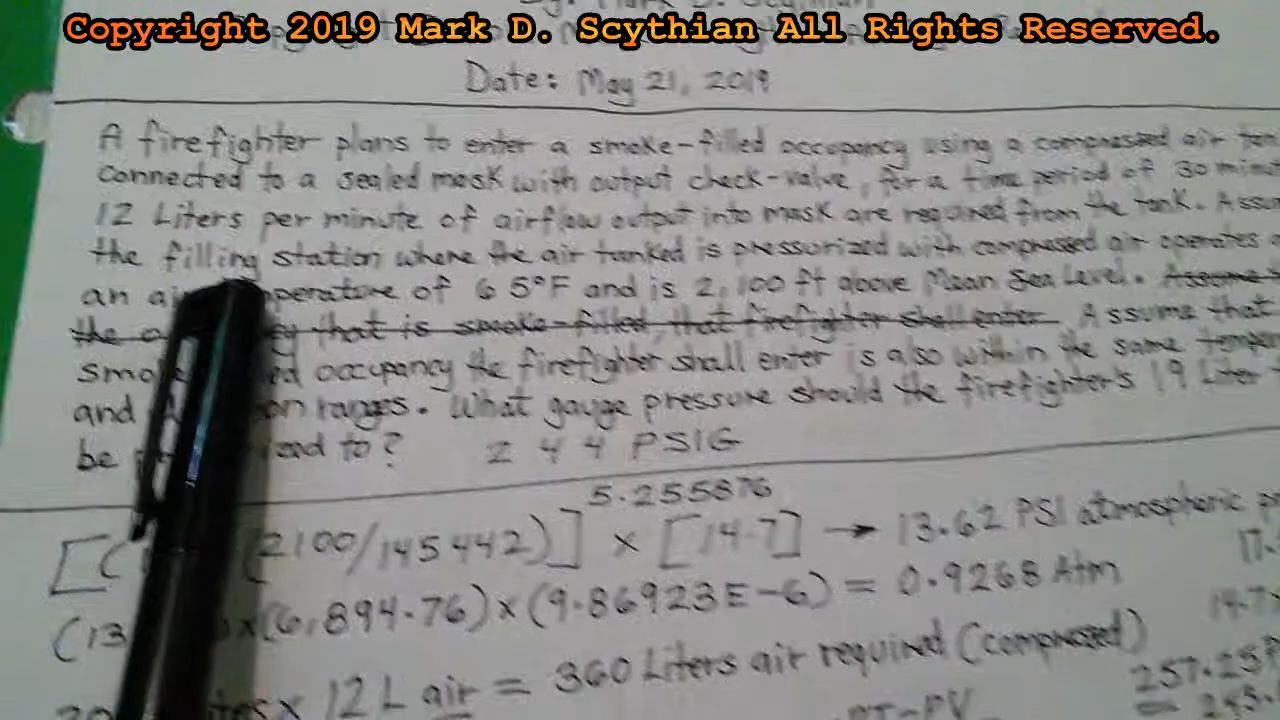 Copyright 2019 Mark D. Scythian All Rights Reserved.
Date: May 21, 2019
A firefighter plans to enter a smoke-filled occupancy using a compressed air
connected to a sealed mask with output check-valve, for a time period of 30
12 Liters per minute of airflow output into mask are required from the tank.
the filling station where the air tanked is pressurized with compressed air operates
an of 65°F and is 2,100 ft above Mean Sea Level. Assume
the that is smoke-filled, that firefighter shall enter. Assume that
occupancy the firefighter shall enter is also within the same
and ranges. What gauge pressure should the firefighter's 19 Liter
be to? 244 PSIG
5.255876
(2100/145442)] x [14.7] → 13.62 PSI atmospheric
(13 x(6,894.76)x(9.86923E-6) = 0.9268 Atm
x 12 L air = 360 Liters air required (compressed)
257.25